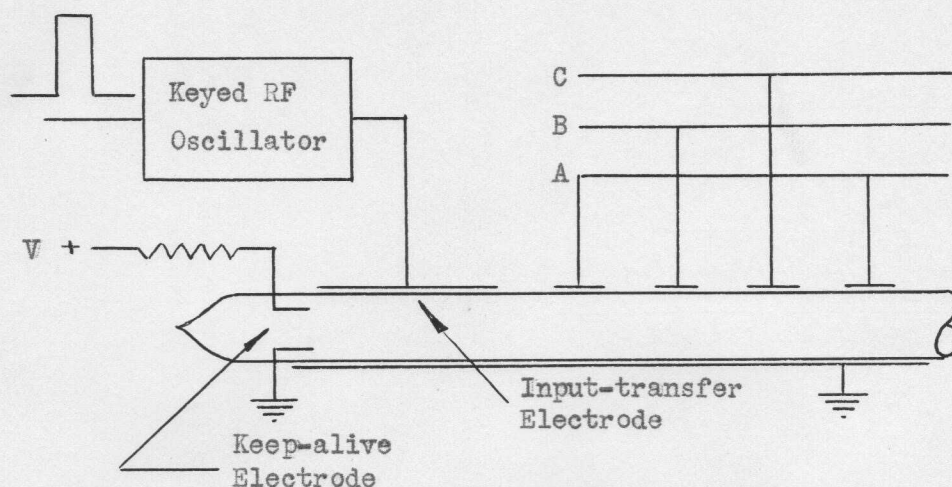 Keyed RF
Oscillator
C
B
A
V +
Input-transfer
Electrode
Keep-alive
Electrode